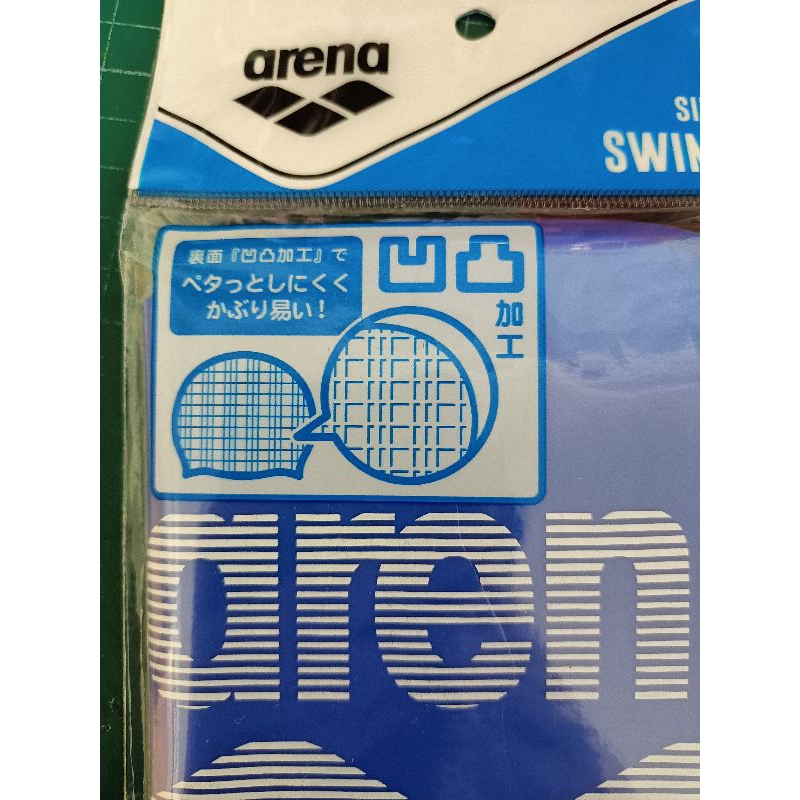 arena
SWIM
裏面『凹凸加工』で
ペタっとしにくく
かぶり易い！
凹凸
加工
aren